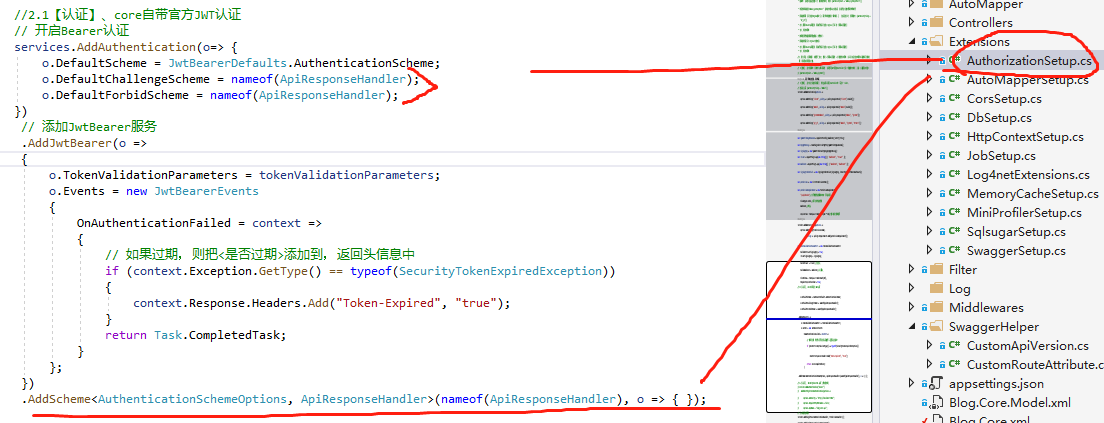 //2.1【认证】、core自带官方JWT认证
// 开启Bearer认证
services.AddAuthentication(o=> {
o.DefaultScheme = JwtBearerDefaults.AuthenticationScheme;
o.DefaultChallengeScheme = nameof(ApiResponseHandler);
o.DefaultForbidScheme = nameof(ApiResponseHandler);
})
// 添加JwtBearer服务
.AddJwtBearer(o =>
{
o.TokenValidationParameters = tokenValidationParameters;
o.Events = new JwtBearerEvents
{
OnAuthenticationFailed = context =>
{
// 如果过期，则把<是否过期>添加到，返回头信息中
if (context.Exception.GetType() == typeof(SecurityTokenExpiredException))
{
context.Response.Headers.Add("Token-Expired", "true");
}
return Task.CompletedTask;
}
};
})
.AddScheme<AuthenticationSchemeOptions, ApiResponseHandler>(nameof(ApiResponseHandler), o => { });
AutoMapper
Controllers
Extensions
C# AuthorizationSetup.cs
C# AutoMapperSetup.cs
C# CorsSetup.cs
C# DbSetup.cs
C# HttpContextSetup.cs
C# JobSetup.cs
C# Log4netExtensions.cs
C# MemoryCacheSetup.cs
C# MiniProfilerSetup.cs
C# SqlsugarSetup.cs
C# SwaggerSetup.cs
Filter
Log
Middlewares
SwaggerHelper
C# CustomApiVersion.cs
C# CustomRouteAttribute.c
appsettings.json
Blog.Core.Model.xml
Blog.Core.xml